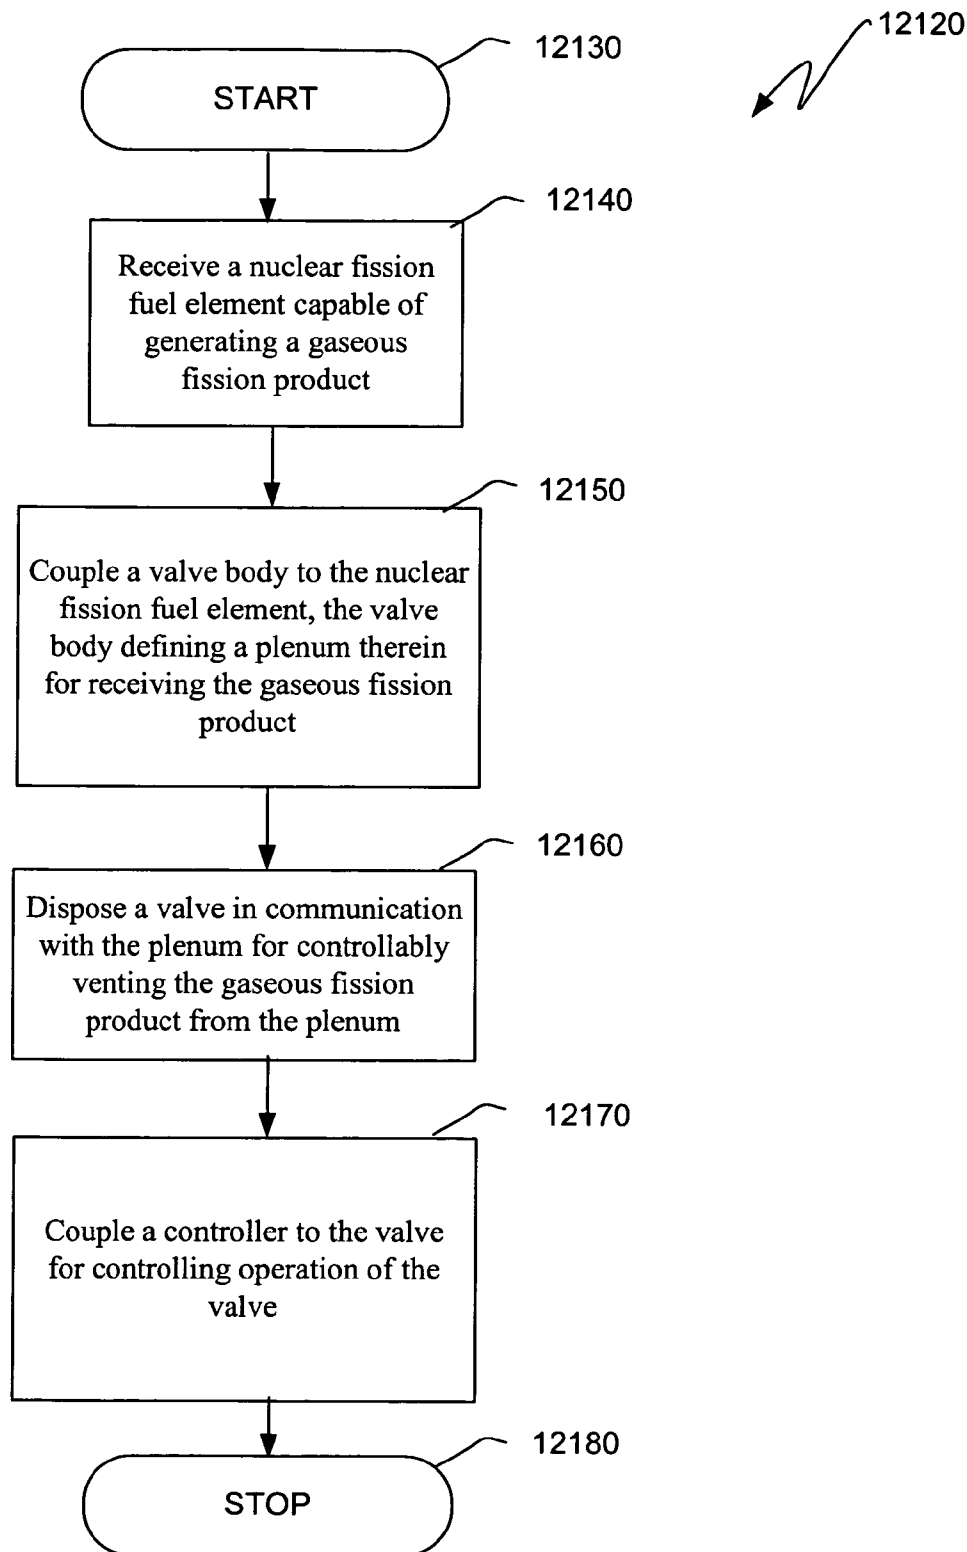 12120
12130
START
12140
Receive a nuclear fission
fuel element capable of
generating a gaseous
fission product
12150
Couple a valve body to the nuclear
fission fuel element, the valve
body defining a plenum therein
for receiving the gaseous fission
product
12160
Dispose a valve in communication
with the plenum for controllably
venting the gaseous fission
product from the plenum
12170
Couple a controller to the valve
for controlling operation of the
valve
12180
STOP